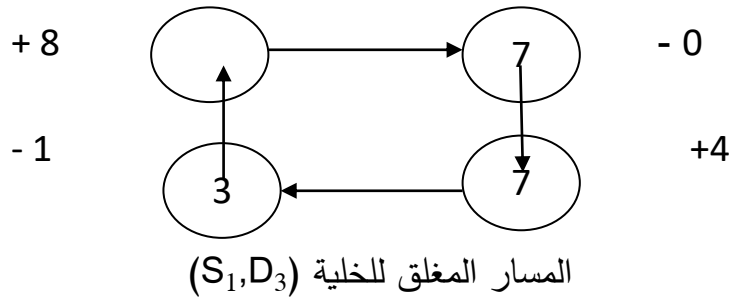 + 8 7 - 0
- 1 3 7 +4
المسار المغلق للخلية (S₁,D₃)